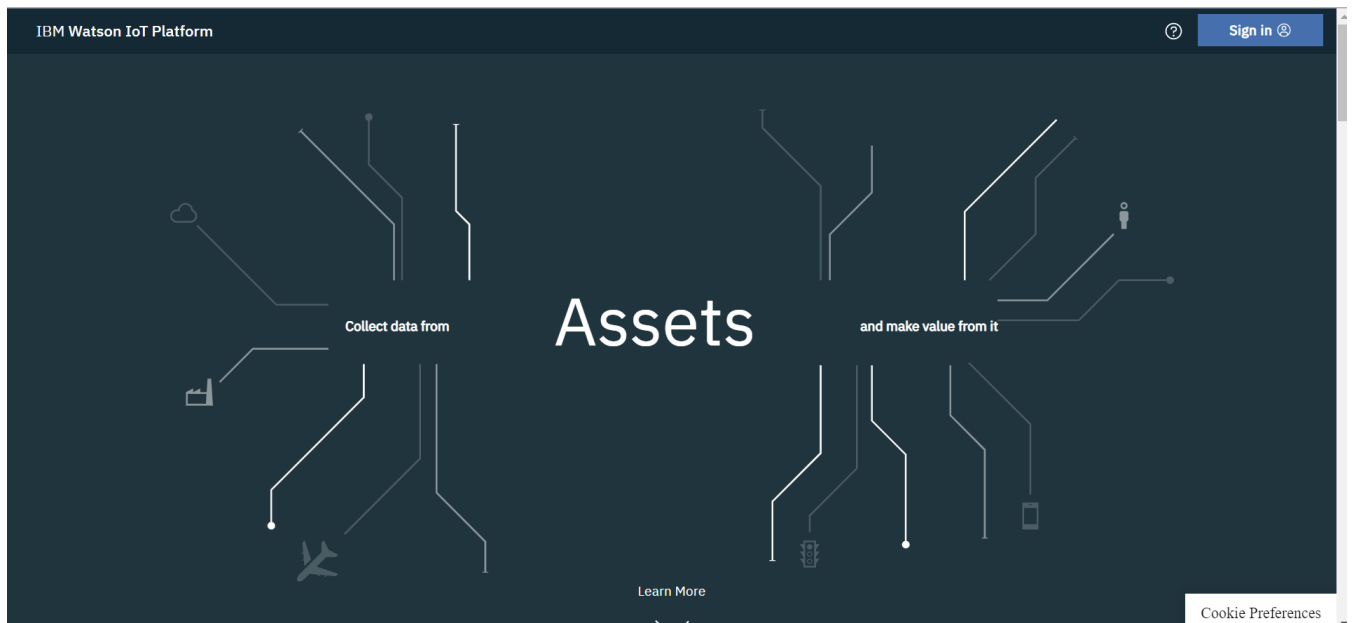 IBM Watson IoT Platform
Sign in
Collect data from
Assets
and make value from it
Learn More
Cookie Preferences